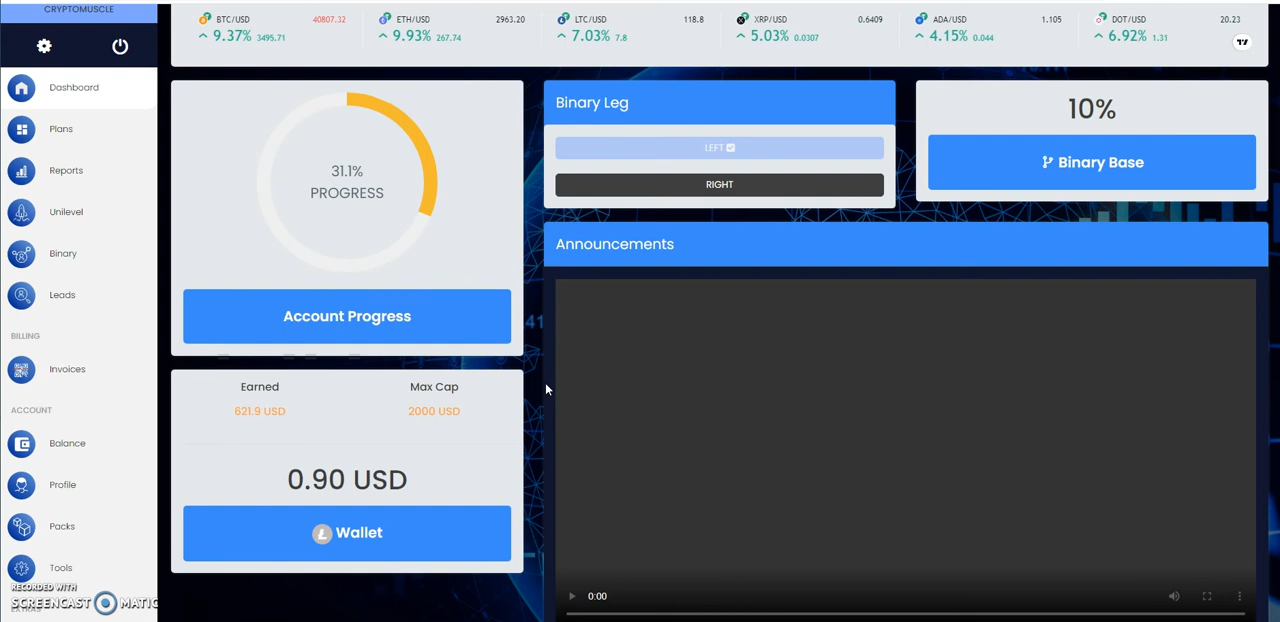 CRYPTOMUSCLE
BTC/USD 40807.32
9.37% 3495.71
ETH/USD 2963.20
9.93% 267.74
LTC/USD 118.8
7.03% 7.8
XRP/USD 0.6409
5.03% 0.0307
ADA/USD 1.105
4.15% 0.044
DOT/USD 20.23
6.92% 1.31
Dashboard
Plans
Reports
Unilevel
Binary
Leads
BILLING
Invoices
ACCOUNT
Balance
Profile
Packs
Tools
EXTRAS
RECORDED WITH
SCREENCAST MATIC
31.1%
PROGRESS
Account Progress
Earned Max Cap
621.9 USD 2000 USD
0.90 USD
Wallet
Binary Leg
LEFT
RIGHT
10%
Binary Base
Announcements
0:00